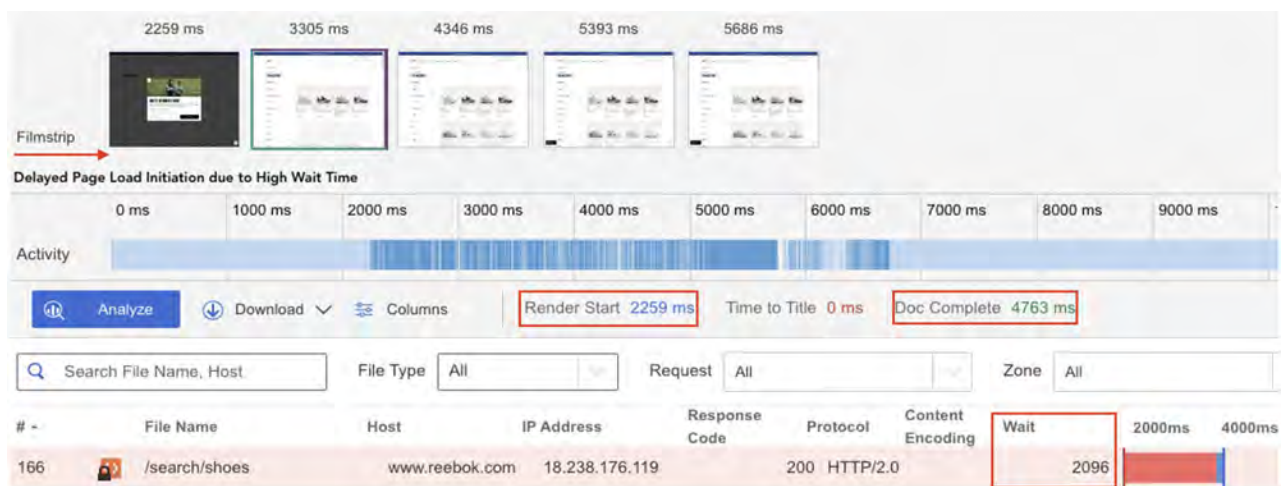 2259 ms 3305 ms 4346 ms 5393 ms 5686 ms
Filmstrip
Delayed Page Load Initiation due to High Wait Time
0 ms 1000 ms 2000 ms 3000 ms 4000 ms 5000 ms 6000 ms 7000 ms 8000 ms 9000 ms
Activity
Analyze Download Columns Render Start 2259 ms Time to Title 0 ms Doc Complete 4763 ms
Search File Name, Host File Type All Request All Zone All
# File Name Host IP Address Response Code Protocol Content Encoding Wait 2000ms 4000ms
166 /search/shoes www.reebok.com 18.238.176.119 200 HTTP/2.0 2096